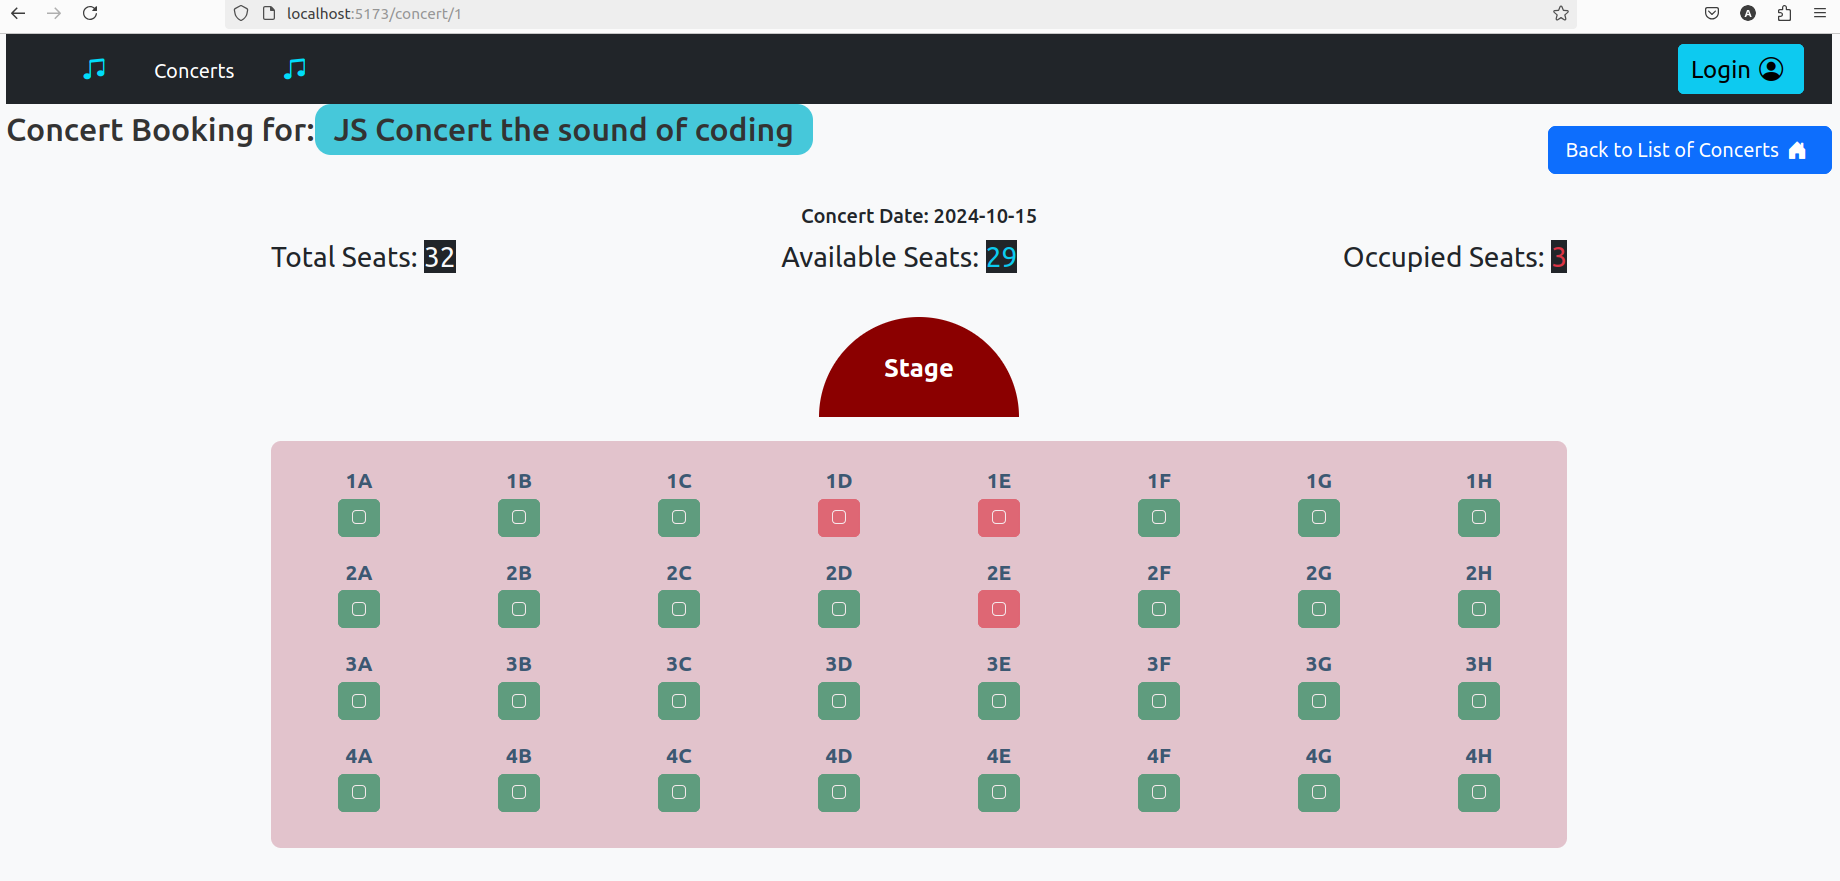 localhost:5173/concert/1
Concerts
Login
Concert Booking for: JS Concert the sound of coding
Back to List of Concerts
Concert Date: 2024-10-15
Total Seats: 32 Available Seats: 29 Occupied Seats: 3
Stage
1A 1B 1C 1D 1E 1F 1G 1H
2A 2B 2C 2D 2E 2F 2G 2H
3A 3B 3C 3D 3E 3F 3G 3H
4A 4B 4C 4D 4E 4F 4G 4H